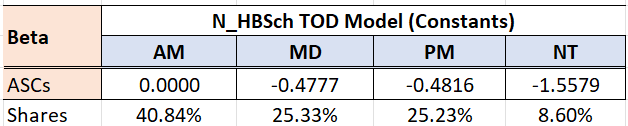 Beta N_HBSch TOD Model (Constants)
AM MD PM NT
ASCs 0.0000 -0.4777 -0.4816 -1.5579
Shares 40.84% 25.33% 25.23% 8.60%